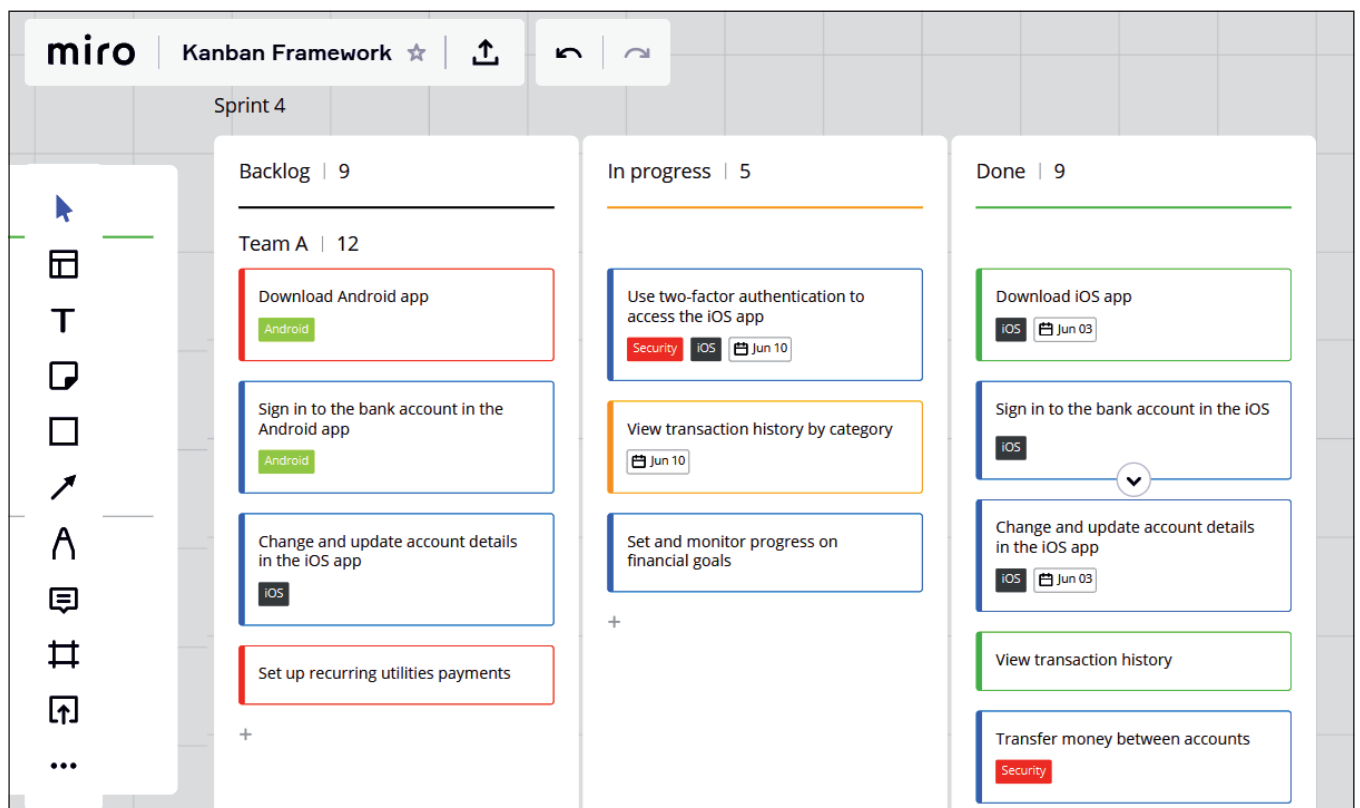 miro
Kanban Framework
Sprint 4
Backlog | 9
Team A | 12
Download Android app
Android
Sign in to the bank account in the
Android app
Android
Change and update account details
in the iOS app
iOS
Set up recurring utilities payments
+
In progress | 5
Use two-factor authentication to
access the iOS app
Security iOS Jun 10
View transaction history by category
Jun 10
Set and monitor progress on
financial goals
+
Done | 9
Download iOS app
iOS Jun 03
Sign in to the bank account in the iOS
iOS
Change and update account details
in the iOS app
iOS Jun 03
View transaction history
Transfer money between accounts
Security